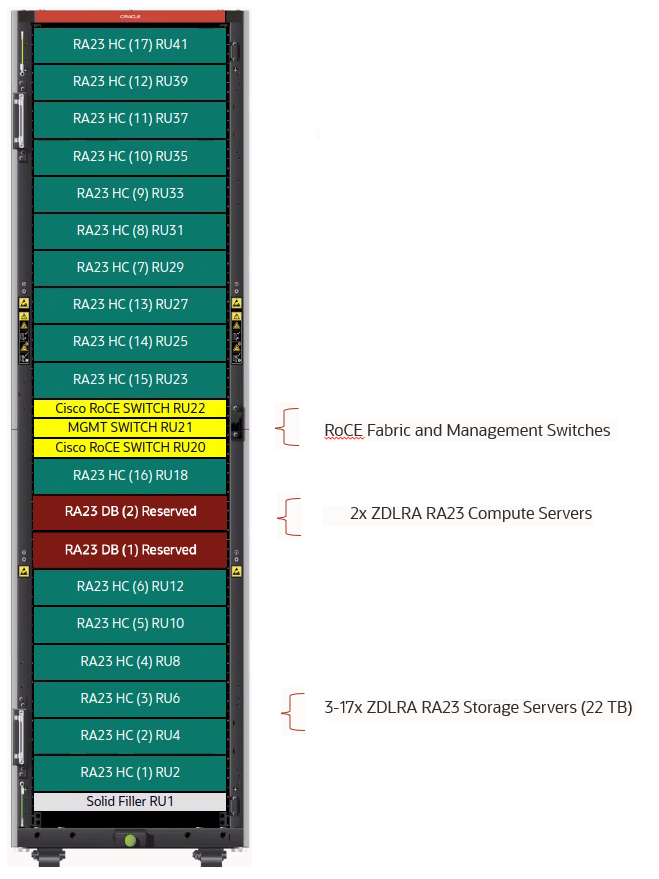 ORACLE
RA23 HC (17) RU41
RA23 HC (12) RU39
RA23 HC (11) RU37
RA23 HC (10) RU35
RA23 HC (9) RU33
RA23 HC (8) RU31
RA23 HC (7) RU29
RA23 HC (13) RU27
RA23 HC (14) RU25
RA23 HC (15) RU23
Cisco RoCE SWITCH RU22
MGMT SWITCH RU21
Cisco RoCE SWITCH RU20
RoCE Fabric and Management Switches
RA23 HC (16) RU18
RA23 DB (2) Reserved
2x ZDLRA RA23 Compute Servers
RA23 DB (1) Reserved
RA23 HC (6) RU12
RA23 HC (5) RU10
RA23 HC (4) RU8
RA23 HC (3) RU6
3-17x ZDLRA RA23 Storage Servers (22 TB)
RA23 HC (2) RU4
RA23 HC (1) RU2
Solid Filler RU1